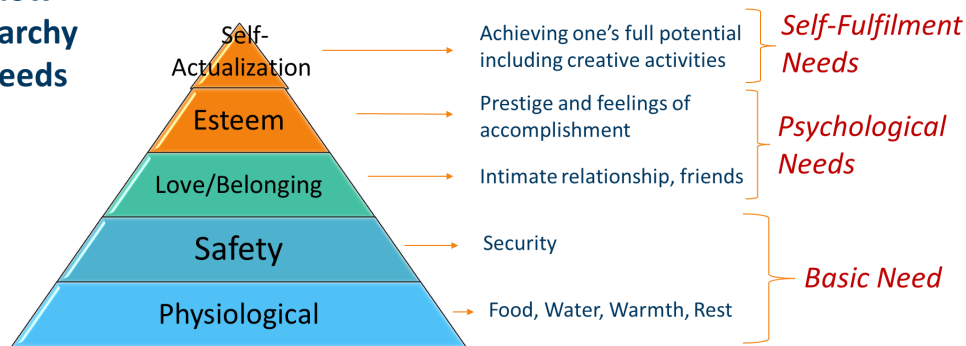 archy
eeds
Self-
Actualization
Achieving one's full potential
including creative activities
Self-Fulfilment
Needs
Esteem
Prestige and feelings of
accomplishment
Psychological
Needs
Love/Belonging
Intimate relationship, friends
Safety
Security
Basic Need
Physiological
Food, Water, Warmth, Rest